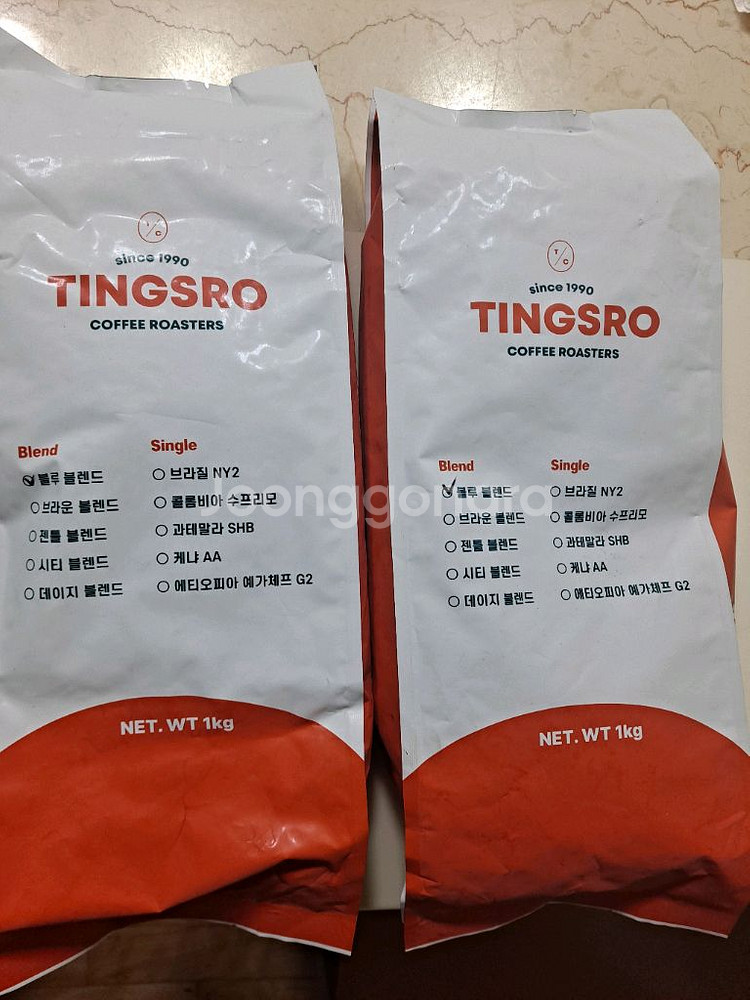 T/C
since 1990
TINGSRO
COFFEE ROASTERS
Blend
블루 블렌드
브라운 블렌드
젠틀 블렌드
시티 블렌드
데이지 블렌드
Single
브라질 NY2
콜롬비아 수프리모
과테말라 SHB
케냐 AA
에티오피아 예가체프 G2
NET. WT 1kg
T/C
since 1990
TINGSRO
COFFEE ROASTERS
Blend
블루 블렌드
브라운 블렌드
젠틀 블렌드
시티 블렌드
데이지 블렌드
Single
브라질 NY2
콜롬비아 수프리모
과테말라 SHB
케냐 AA
에티오피아 예가체프 G2
NET. WT 1kg
Joonggonara